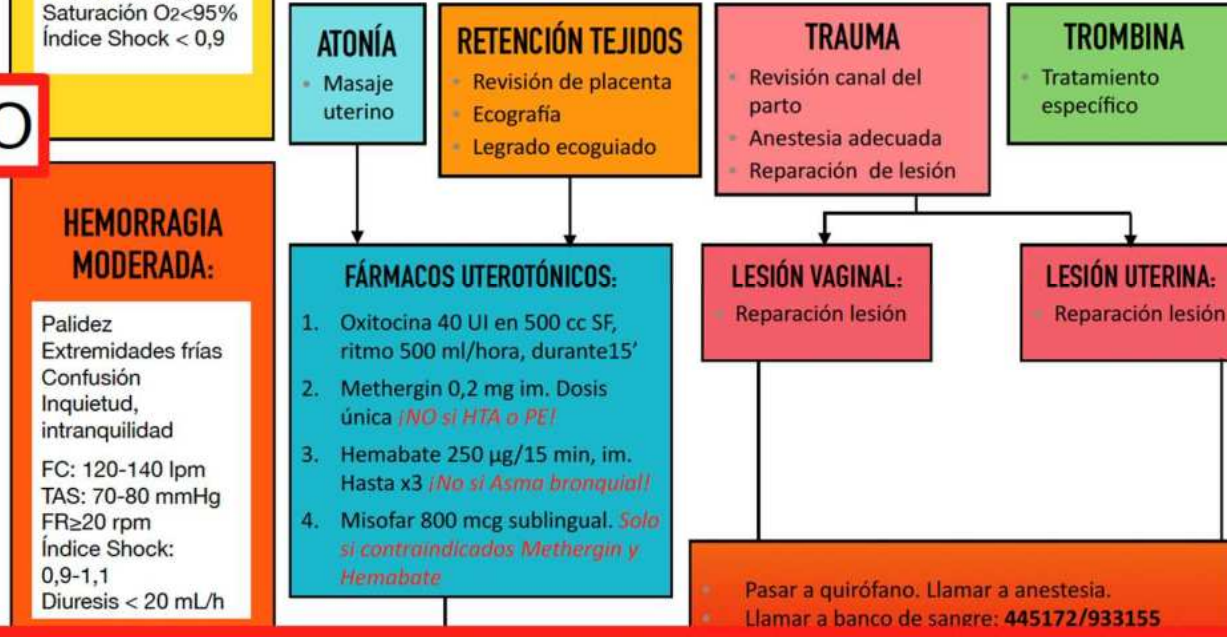 Saturación O2<95%
Índice Shock < 0,9
O
HEMORRAGIA
MODERADA:
Palidez
Extremidades frías
Confusión
Inquietud,
intranquilidad
FC: 120-140 lpm
TAS: 70-80 mmHg
FR≥20 rpm
Índice Shock:
0,9-1,1
Diuresis < 20 mL/h
ATONÍA
• Masaje
uterino
RETENCIÓN TEJIDOS
• Revisión de placenta
• Ecografía
• Legrado ecoguiado
TRAUMA
• Revisión canal del
parto
• Anestesia adecuada
• Reparación de lesión
TROMBINA
• Tratamiento
específico
FÁRMACOS UTEROTÓNICOS:
1. Oxitocina 40 UI en 500 cc SF,
ritmo 500 ml/hora, durante15’
2. Methergin 0,2 mg im. Dosis
única ¡NO si HTA o PE!
3. Hemabate 250 µg/15 min, im.
Hasta x3 ¡No si Asma bronquial!
4. Misofar 800 mcg sublingual. Solo
si contraindicados Methergin y
Hemabate
LESIÓN VAGINAL:
• Reparación lesión
LESIÓN UTERINA:
• Reparación lesión
• Pasar a quirófano. Llamar a anestesia.
• Llamar a banco de sangre: 445172/933155